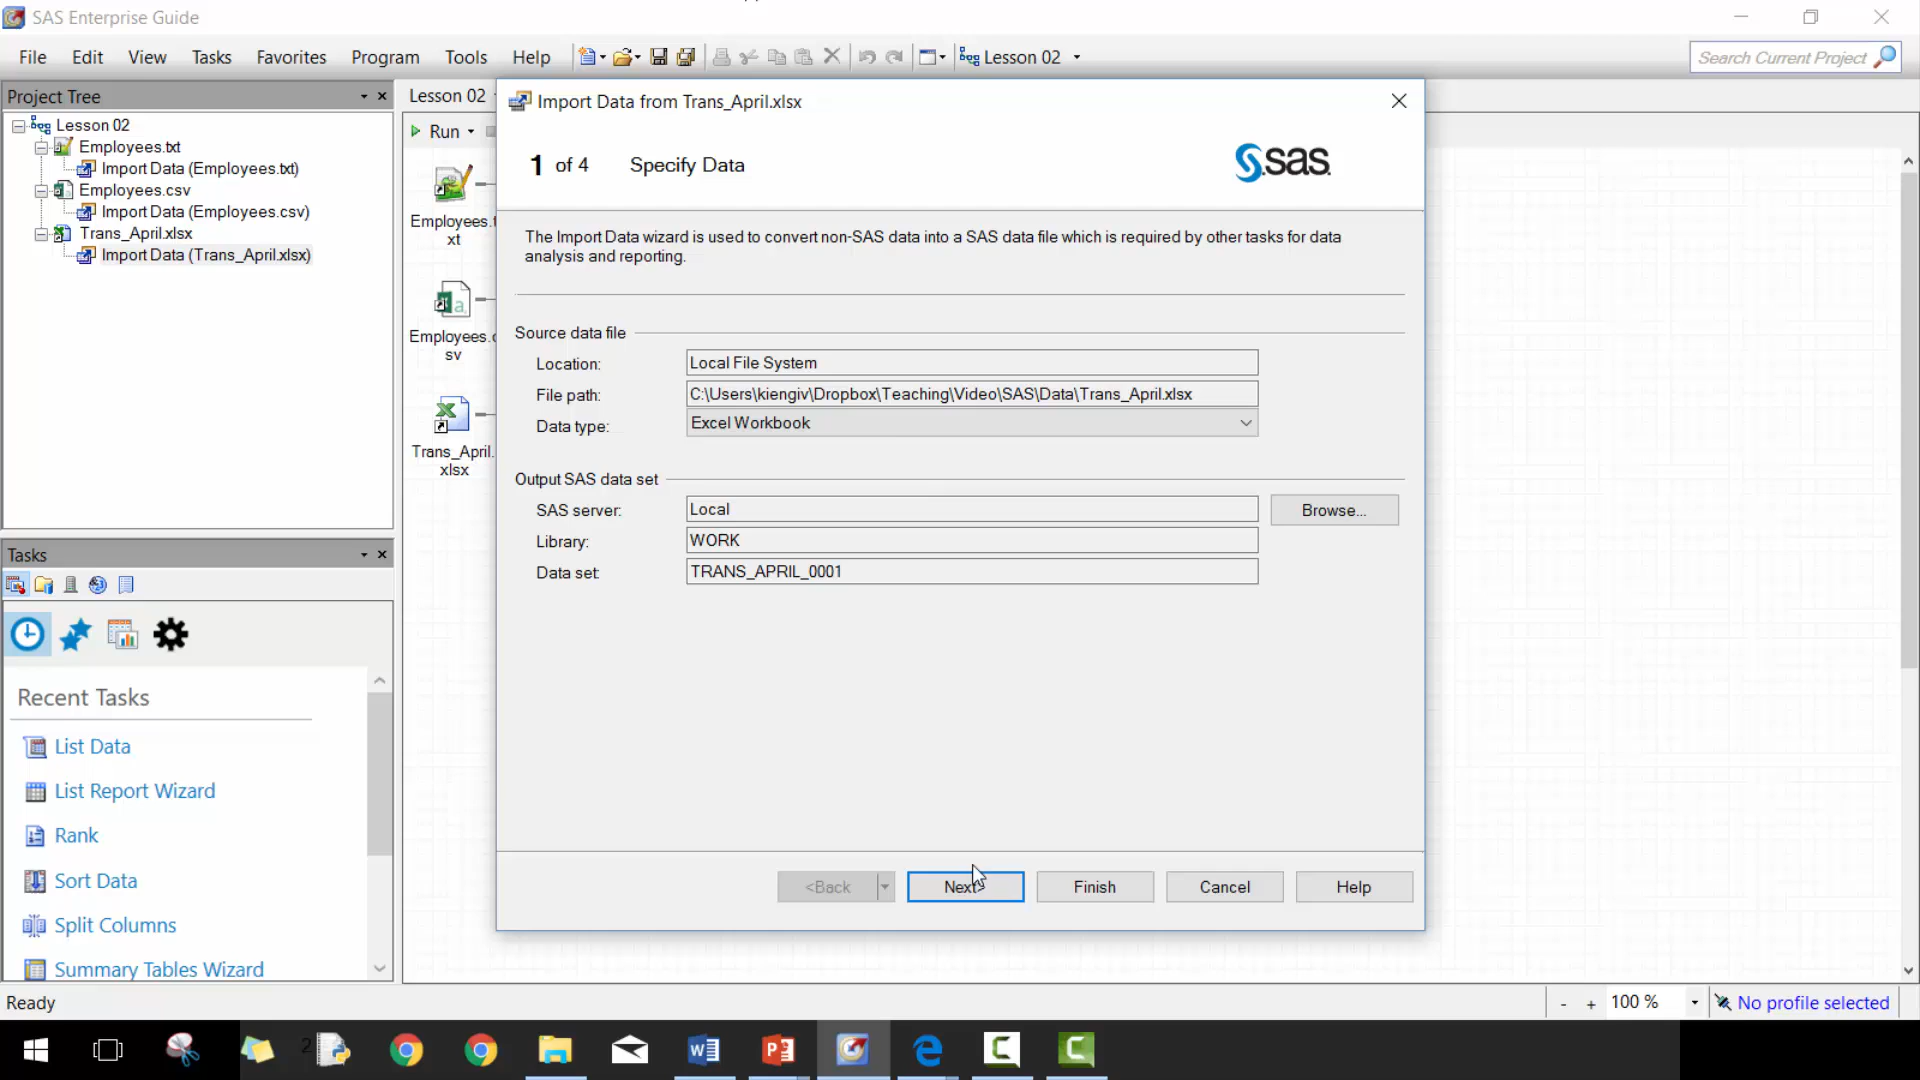 SAS Enterprise Guide
File Edit View Tasks Favorites Program Tools Help Lesson 02 Search Current Project
Project Tree
Lesson 02
Employees.txt
Import Data (Employees.txt)
Employees.csv
Import Data (Employees.csv)
Trans_April.xlsx
Import Data (Trans_April.xlsx)
Tasks
Recent Tasks
List Data
List Report Wizard
Rank
Sort Data
Split Columns
Summary Tables Wizard
Lesson 02
Run
Employees.t
xt
Employees.c
sv
Trans_April.
xlsx
Import Data from Trans_April.xlsx
1 of 4 Specify Data
sas
The Import Data wizard is used to convert non-SAS data into a SAS data file which is required by other tasks for data
analysis and reporting.
Source data file
Location: Local File System
File path: C:\Users\kiengiv\Dropbox\Teaching\Video\SAS\Data\Trans_April.xlsx
Data type: Excel Workbook
Output SAS data set
SAS server: Local Browse...
Library: WORK
Data set: TRANS_APRIL_0001
<Back Next> Finish Cancel Help
Ready - + 100 % No profile selected